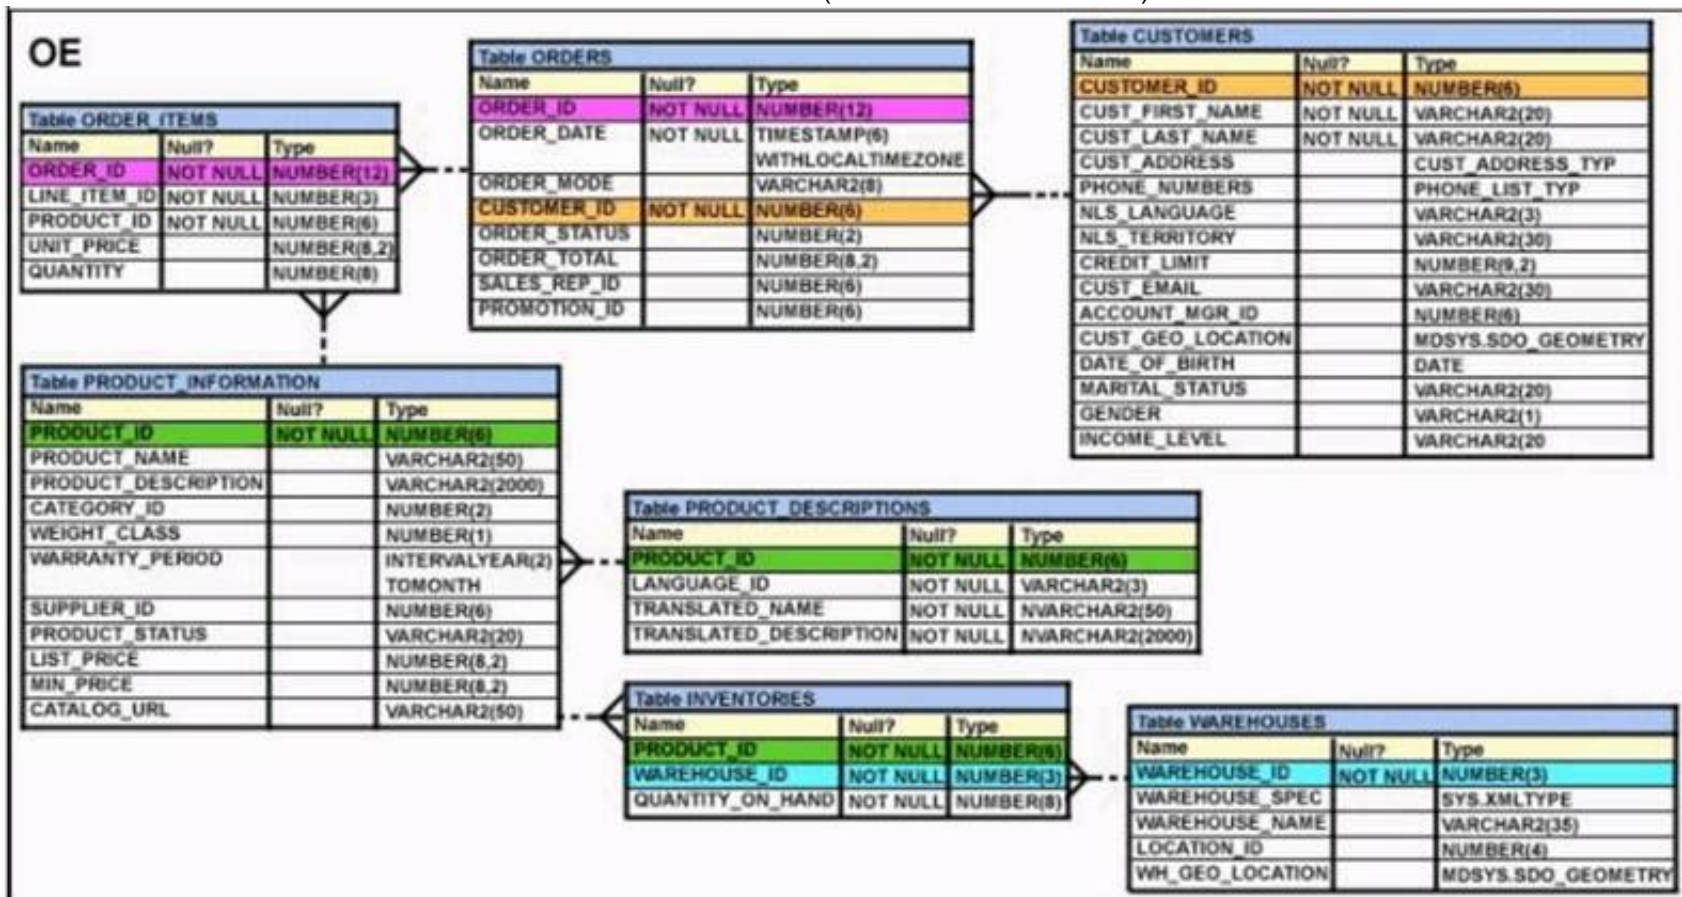 OE
Table ORDER_ITEMS
Name Null? Type
ORDER_ID NOT NULL NUMBER(12)
LINE_ITEM_ID NOT NULL NUMBER(3)
PRODUCT_ID NOT NULL NUMBER(6)
UNIT_PRICE NUMBER(8,2)
QUANTITY NUMBER(8)
Table ORDERS
Name Null? Type
ORDER_ID NOT NULL NUMBER(12)
ORDER_DATE NOT NULL TIMESTAMP(6)
WITHLOCALTIMEZONE
ORDER_MODE VARCHAR2(8)
CUSTOMER_ID NOT NULL NUMBER(6)
ORDER_STATUS NUMBER(2)
ORDER_TOTAL NUMBER(8,2)
SALES_REP_ID NUMBER(6)
PROMOTION_ID NUMBER(6)
Table CUSTOMERS
Name Null? Type
CUSTOMER_ID NOT NULL NUMBER(6)
CUST_FIRST_NAME NOT NULL VARCHAR2(20)
CUST_LAST_NAME NOT NULL VARCHAR2(20)
CUST_ADDRESS CUST_ADDRESS_TYP
PHONE_NUMBERS PHONE_LIST_TYP
NLS_LANGUAGE VARCHAR2(3)
NLS_TERRITORY VARCHAR2(30)
CREDIT_LIMIT NUMBER(9,2)
CUST_EMAIL VARCHAR2(30)
ACCOUNT_MGR_ID NUMBER(6)
CUST_GEO_LOCATION MDSYS.SDO_GEOMETRY
DATE_OF_BIRTH DATE
MARITAL_STATUS VARCHAR2(20)
GENDER VARCHAR2(1)
INCOME_LEVEL VARCHAR2(20
Table PRODUCT_INFORMATION
Name Null? Type
PRODUCT_ID NOT NULL NUMBER(6)
PRODUCT_NAME VARCHAR2(50)
PRODUCT_DESCRIPTION VARCHAR2(2000)
CATEGORY_ID NUMBER(2)
WEIGHT_CLASS NUMBER(1)
WARRANTY_PERIOD INTERVALYEAR(2)
TOMONTH
SUPPLIER_ID NUMBER(6)
PRODUCT_STATUS VARCHAR2(20)
LIST_PRICE NUMBER(8,2)
MIN_PRICE NUMBER(8,2)
CATALOG_URL VARCHAR2(50)
Table PRODUCT_DESCRIPTIONS
Name Null? Type
PRODUCT_ID NOT NULL NUMBER(6)
LANGUAGE_ID NOT NULL VARCHAR2(3)
TRANSLATED_NAME NOT NULL NVARCHAR2(50)
TRANSLATED_DESCRIPTION NOT NULL NVARCHAR2(2000)
Table INVENTORIES
Name Null? Type
PRODUCT_ID NOT NULL NUMBER(6)
WAREHOUSE_ID NOT NULL NUMBER(3)
QUANTITY_ON_HAND NOT NULL NUMBER(8)
Table WAREHOUSES
Name Null? Type
WAREHOUSE_ID NOT NULL NUMBER(3)
WAREHOUSE_SPEC SYS.XMLTYPE
WAREHOUSE_NAME VARCHAR2(35)
LOCATION_ID NUMBER(4)
WH_GEO_LOCATION MDSYS.SDO_GEOMETRY